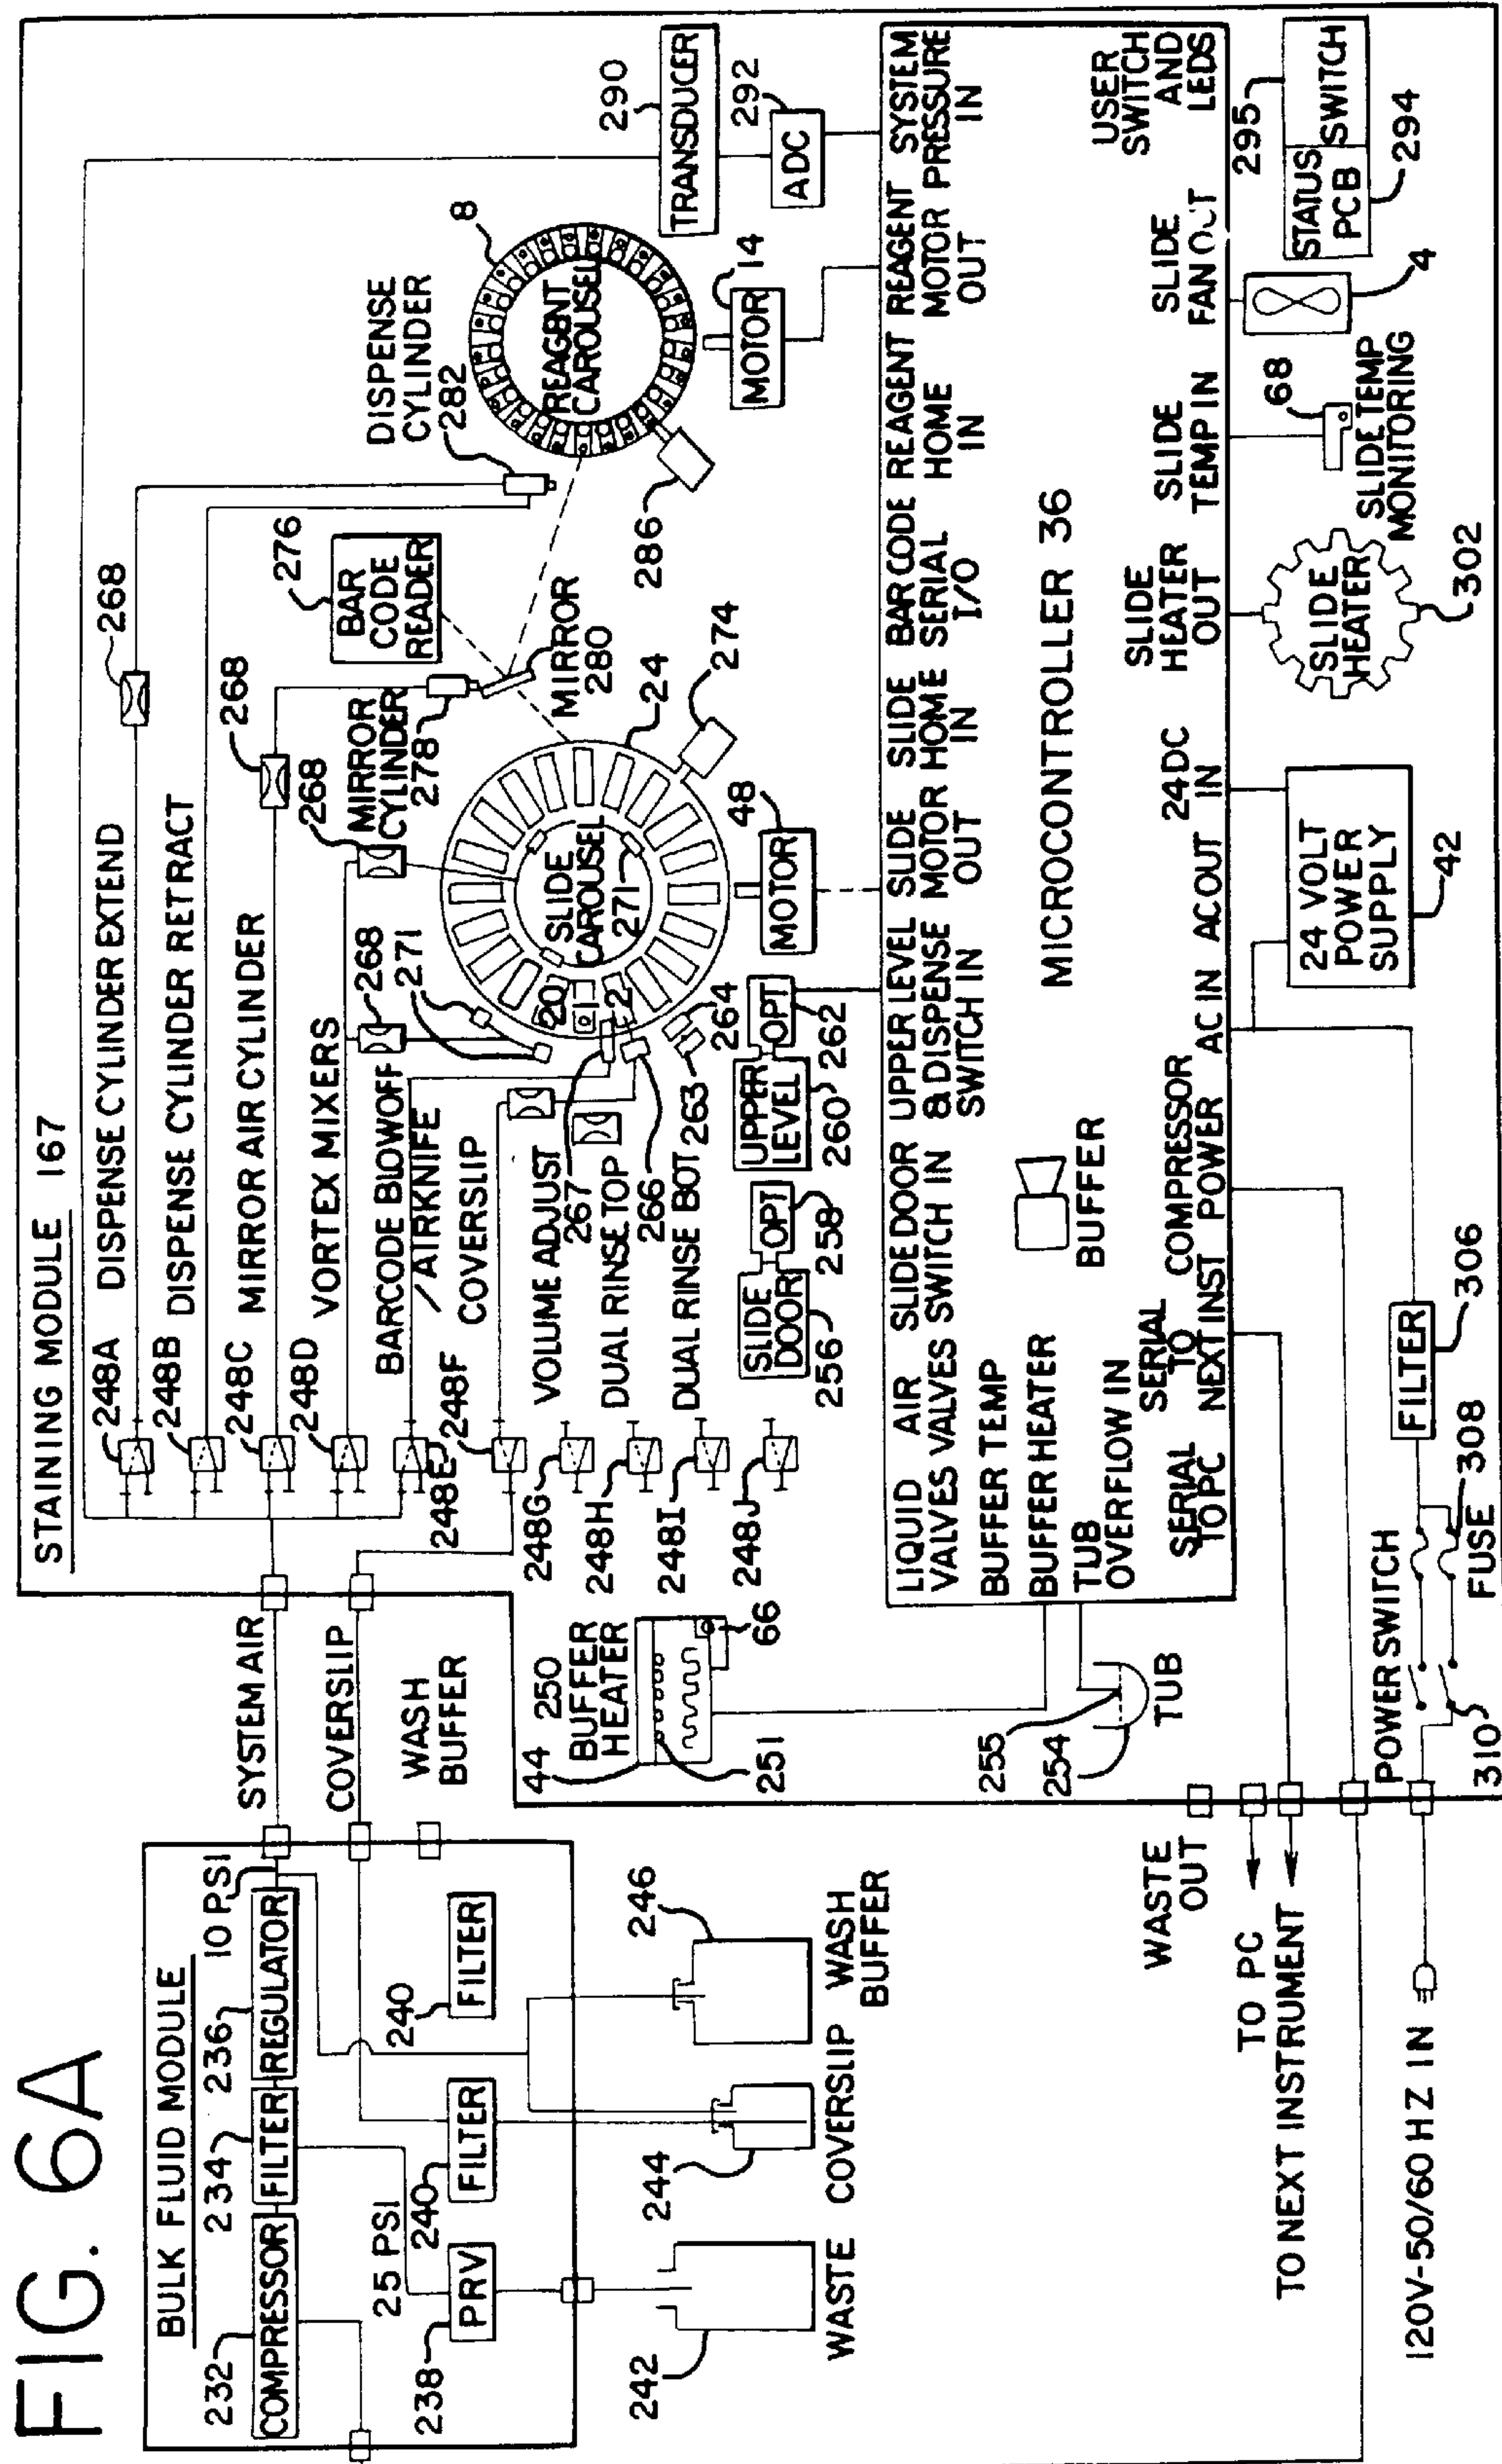 FIG. 6A
BULK FLUID MODULE
232
234
236
10 PSI
COMPRESSOR
FILTER
REGULATOR
25 PSI
238
PRV
240
FILTER
240
FILTER
242
WASTE
244
COVERSLIP
246
WASH
BUFFER
SYSTEM AIR
COVERSLIP
WASH
BUFFER
WASTE
OUT
TO PC
TO NEXT INSTRUMENT
120V-50/60 HZ IN
STAINING MODULE 167
248A
DISPENSE CYLINDER EXTEND
268
248B
DISPENSE CYLINDER RETRACT
248C
MIRROR AIR CYLINDER
268
248D
VORTEX MIXERS
268
268
271
BARCODE BLOWOFF
/AIRKNIFE
248E
COVERSLIP
248F
VOLUME ADJUST
248G
267
DUAL RINSE TOP
248H
266
DUAL RINSE BOT
248I
263
264
248J
MIRROR
CYLINDER
278
MIRROR
280
BAR
CODE
READER
276
DISPENSE
CYLINDER
282
SLIDE
CAROUSEL
271
20
1
2
24
274
REAGENT
CAROUSEL
8
286
TRANSDUCER
290
ADC
292
MOTOR
14
MOTOR
48
44
250
BUFFER
HEATER
66
251
SLIDE
DOOR
OPT
256
258
UPPER
LEVEL
OPT
260
262
255
254
TUB
LIQUID
VALVES
AIR
VALVES
SLIDE DOOR
SWITCH IN
UPPER LEVEL
& DISPENSE
SWITCH IN
SLIDE
MOTOR
OUT
SLIDE
HOME
IN
BAR CODE
SERIAL
I/O
REAGENT
HOME
IN
REAGENT
MOTOR
OUT
SYSTEM
PRESSURE
IN
BUFFER TEMP
BUFFER HEATER
TUB
OVERFLOW IN
BUFFER
MICROCONTROLLER 36
USER
SWITCH
AND
LEDS
SERIAL
TO PC
SERIAL
TO
NEXT INST
COMPRESSOR
POWER
AC IN
AC OUT
24DC
IN
SLIDE
HEATER
OUT
SLIDE
TEMP IN
SLIDE
FAN OUT
295
STATUS
PCB
SWITCH
294
24 VOLT
POWER
SUPPLY
42
SLIDE
HEATER
302
68
SLIDE TEMP
MONITORING
4
FILTER
306
308
FUSE
POWER SWITCH
310